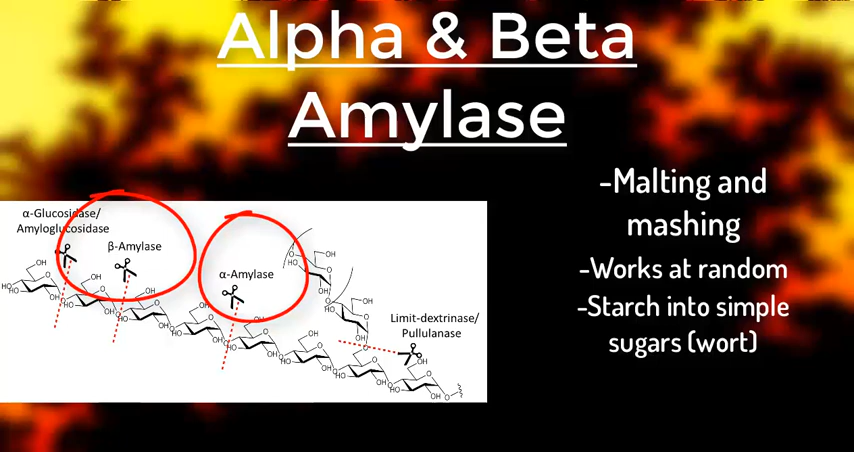 Alpha & Beta
Amylase
-Malting and
mashing
-Works at random
-Starch into simple
sugars (wort)
α-Glucosidase/
Amyloglucosidase
β-Amylase
α-Amylase
Limit-dextrinase/
Pullulanase